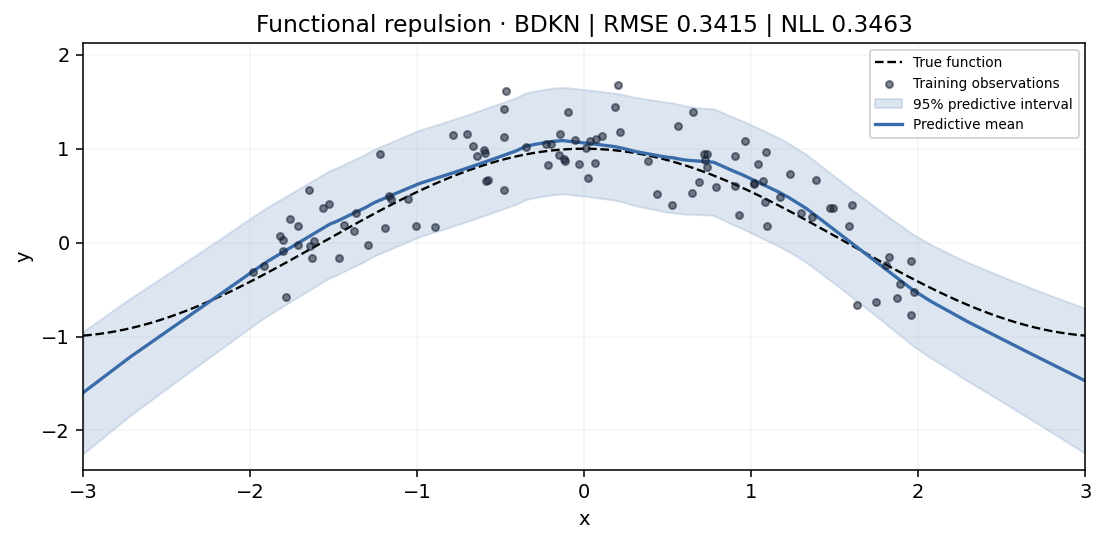 Functional repulsion · BDKN | RMSE 0.3415 | NLL 0.3463
True function
Training observations
95% predictive interval
Predictive mean
2
1
0
−1
−2
y
−3 −2 −1 0 1 2 3
x